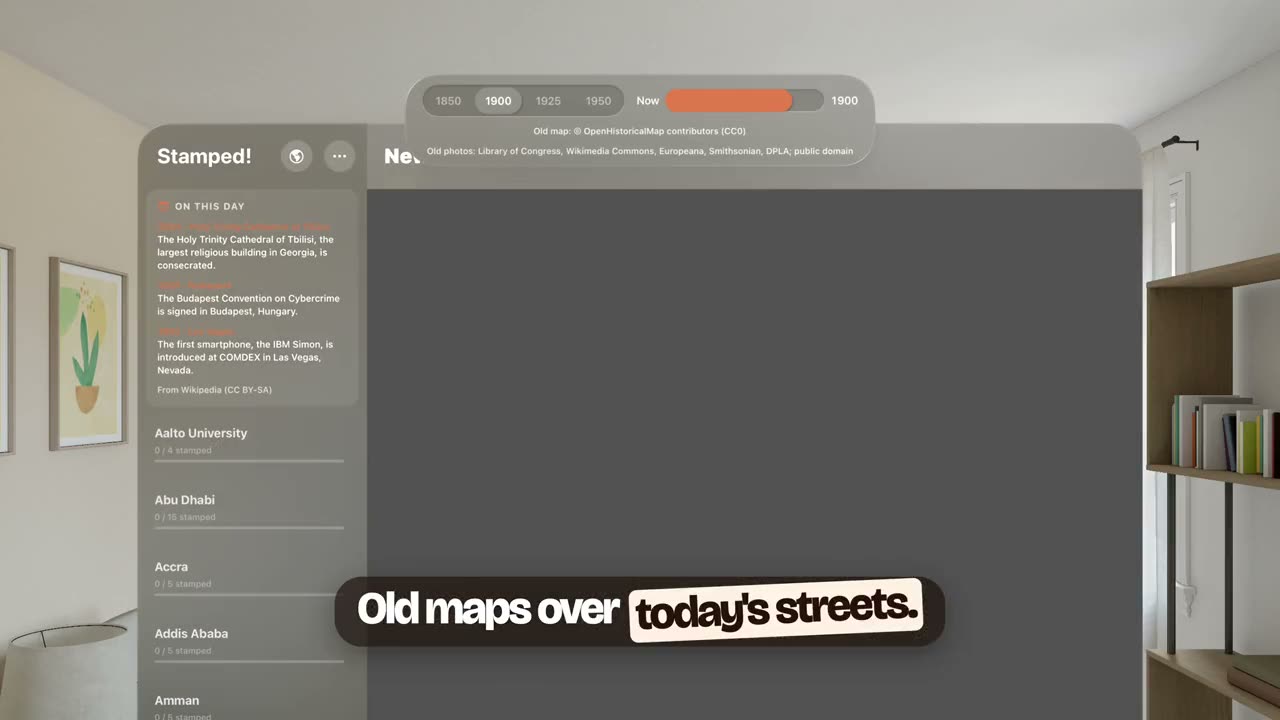 1850 1900 1925 1950 Now 1900
Old map: © OpenHistoricalMap contributors (CC0)
Old photos: Library of Congress, Wikimedia Commons, Europeana, Smithsonian, DPLA; public domain
Stamped!
ON THIS DAY
The Holy Trinity Cathedral of Tbilisi, the
largest religious building in Georgia, is
consecrated.
The Budapest Convention on Cybercrime
is signed in Budapest, Hungary.
The first smartphone, the IBM Simon, is
introduced at COMDEX in Las Vegas,
Nevada.
From Wikipedia (CC BY-SA)
Aalto University
0 / 4 stamped
Abu Dhabi
0 / 15 stamped
Accra
0 / 5 stamped
Addis Ababa
0 / 5 stamped
Amman
0 / 5 stamped
Old maps over today's streets.